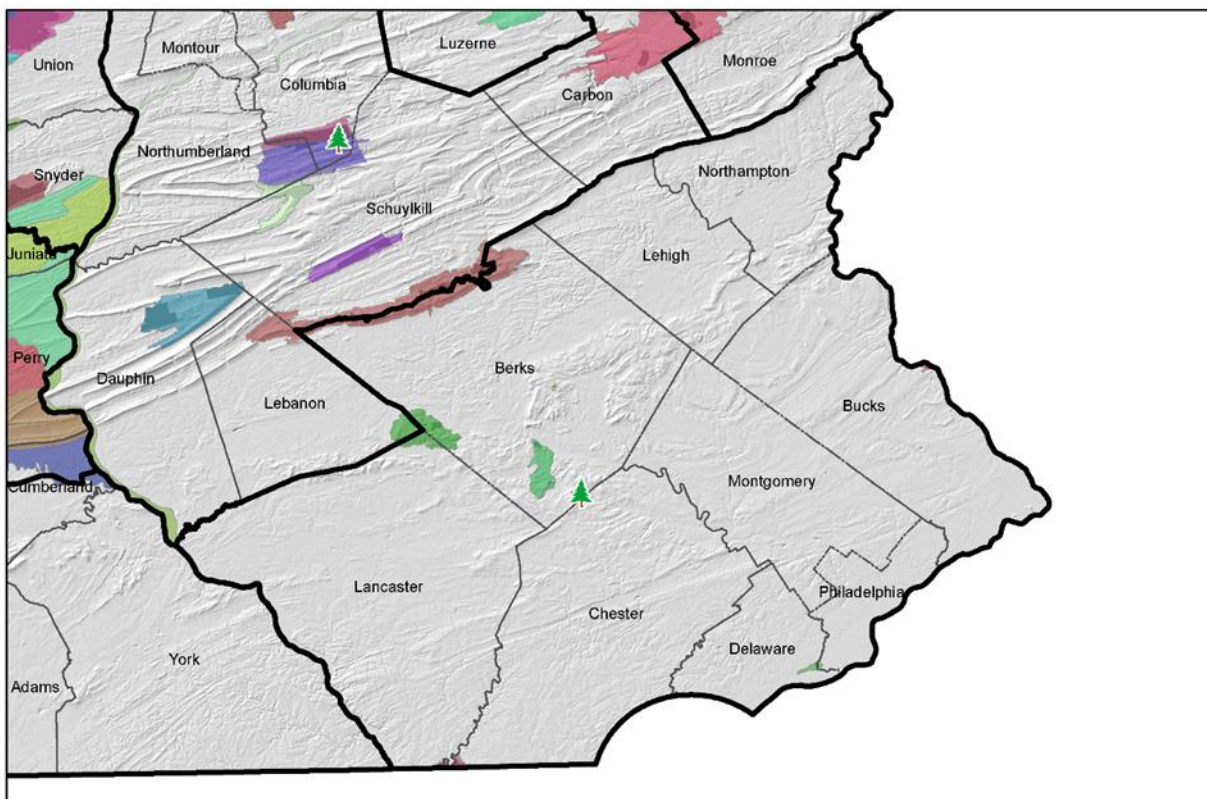 Montour
Luzerne
Union
Monroe
Columbia
Carbon
Northumberland
Northampton
Snyder
Schuylkill
Juniata
Lehigh
Perry
Berks
Dauphin
Lebanon
Bucks
Montgomery
Cumberland
Lancaster
Philadelphia
Chester
Delaware
York
Adams